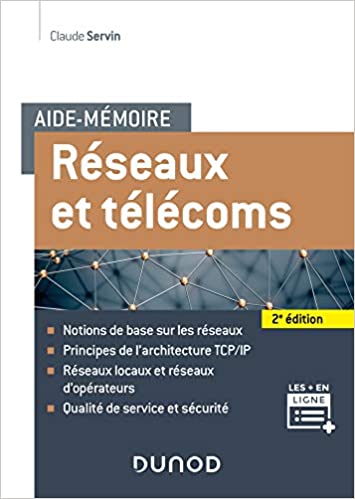 Claude Servin
AIDE-MÉMOIRE
Réseaux
et télécoms
2e édition
Notions de base sur les réseaux
Principes de l'architecture TCP/IP
Réseaux locaux et réseaux
d'opérateurs
Qualité de service et sécurité
LES + EN
LIGNE
DUNOD